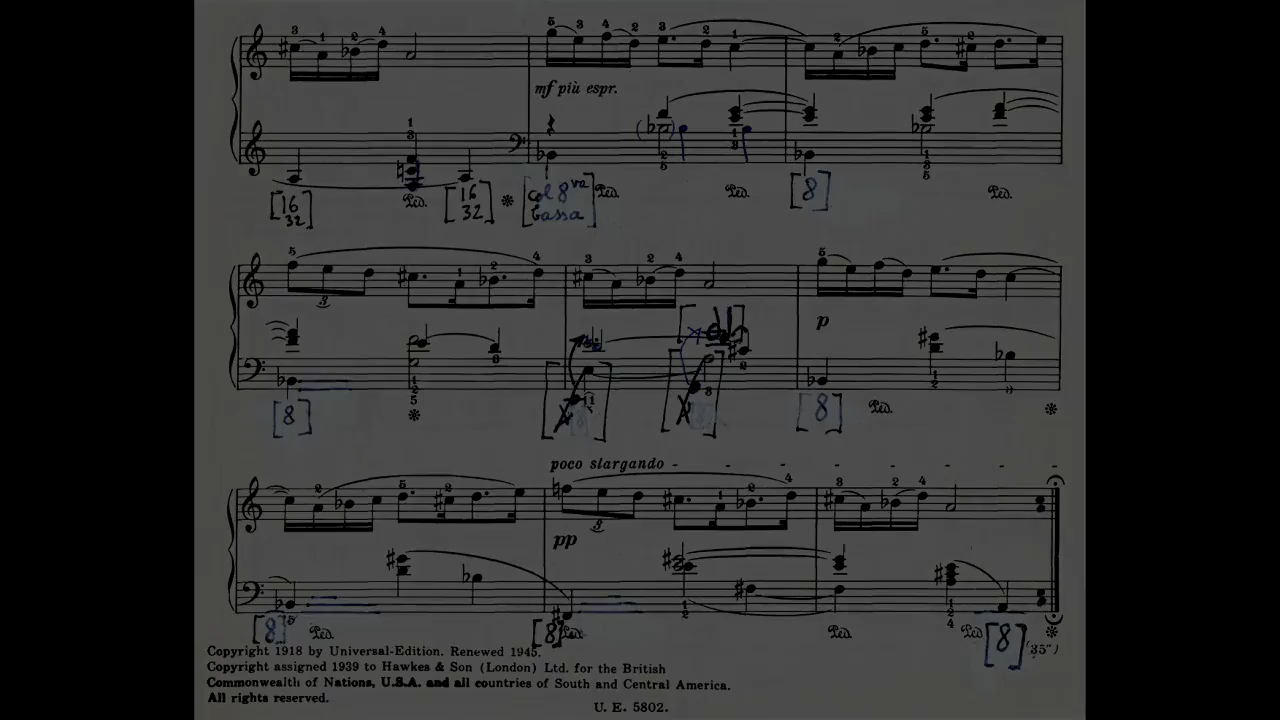 mf più espr.
[16
32]
[16
32]
[Col 8va
bassa]
[8]
p
[8]
[8]
poco slargando - - - - - - - -
pp
[8]
[8]
[8]
(35")
Copyright 1918 by Universal-Edition. Renewed 1945.
Copyright assigned 1939 to Hawkes & Son (London) Ltd. for the British
Commonwealth of Nations, U.S.A. and all countries of South and Central America.
All rights reserved.
U. E. 5802.